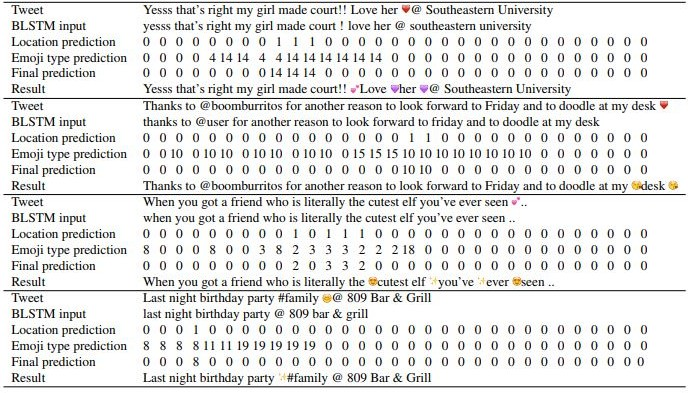 Tweet Yesss that's right my girl made court!! Love her ❤️@ Southeastern University
BLSTM input yesss that's right my girl made court ! love her @ southeastern university
Location prediction 0 0 0 0 0 0 0 0 1 1 1 0 0 0 0 0 0 0 0 0 0 0 0 0 0 0 0 0 0 0 0
Emoji type prediction 0 0 0 0 4 14 14 4 4 14 14 14 14 14 14 0 0 0 0 0 0 0 0 0 0 0 0 0 0 0 0
Final prediction 0 0 0 0 0 0 0 0 14 14 14 0 0 0 0 0 0 0 0 0 0 0 0 0 0 0 0 0 0 0 0
Result Yesss that's right my girl made court!! 💕Love 💜her 💜@ Southeastern University
Tweet Thanks to @boomburritos for another reason to look forward to Friday and to doodle at my desk ❤️
BLSTM input thanks to @user for another reason to look forward to friday and to doodle at my desk
Location prediction 0 0 0 0 0 0 0 0 0 0 0 0 0 0 0 0 1 1 0 0 0 0 0 0 0 0 0 0 0 0 0
Emoji type prediction 0 0 10 0 10 10 0 10 10 0 10 10 0 15 15 15 10 10 10 10 10 10 10 10 0 0 0 0 0 0 0
Final prediction 0 0 0 0 0 0 0 0 0 0 0 0 0 0 0 0 10 10 0 0 0 0 0 0 0 0 0 0 0 0 0
Result Thanks to @boomburritos for another reason to look forward to Friday and to doodle at my 😘desk 😘
Tweet When you got a friend who is literally the cutest elf you've ever seen 💕..
BLSTM input when you got a friend who is literally the cutest elf you've ever seen ..
Location prediction 0 0 0 0 0 0 0 0 0 1 0 1 1 1 0 0 0 0 0 0 0 0 0 0 0 0 0 0 0 0 0
Emoji type prediction 8 0 0 0 8 0 0 3 8 2 3 3 3 2 2 2 18 0 0 0 0 0 0 0 0 0 0 0 0 0 0
Final prediction 0 0 0 0 0 0 0 0 0 2 0 3 3 2 0 0 0 0 0 0 0 0 0 0 0 0 0 0 0 0 0
Result When you got a friend who is literally the 😍cutest elf ✨you've ✨ever 😍seen ..
Tweet Last night birthday party #family 😊@ 809 Bar & Grill
BLSTM input last night birthday party @ 809 bar & grill
Location prediction 0 0 0 1 0 0 0 0 0 0 0 0 0 0 0 0 0 0 0 0 0 0 0 0 0 0 0 0 0 0 0
Emoji type prediction 8 8 8 8 11 11 19 19 19 19 19 0 0 0 0 0 0 0 0 0 0 0 0 0 0 0 0 0 0 0 0
Final prediction 0 0 0 8 0 0 0 0 0 0 0 0 0 0 0 0 0 0 0 0 0 0 0 0 0 0 0 0 0 0 0
Result Last night birthday party ✨#family @ 809 Bar & Grill